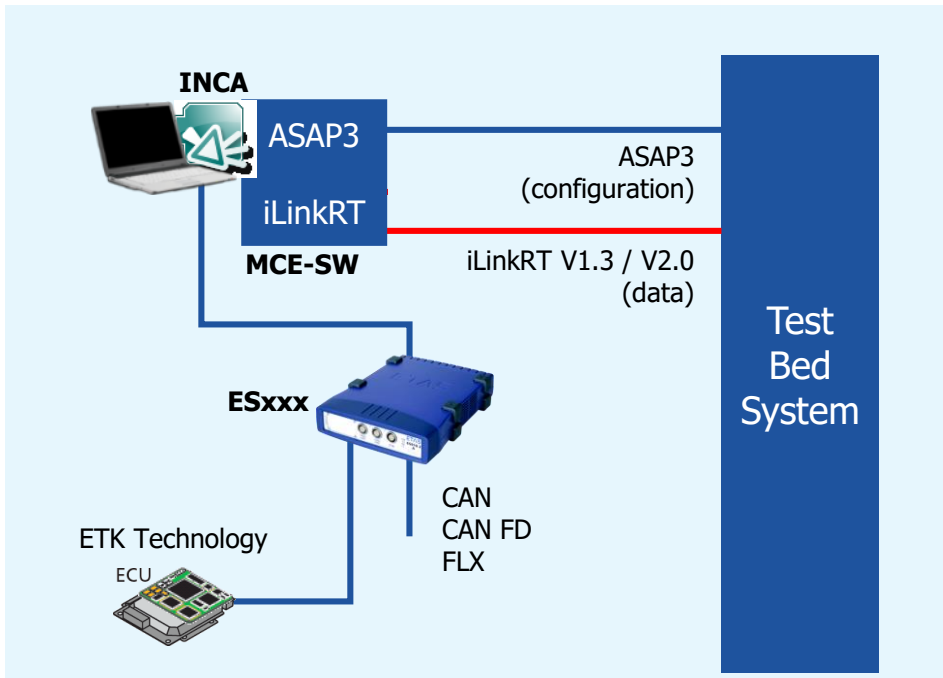 INCA
ASAP3
iLinkRT
MCE-SW
ASAP3
(configuration)
iLinkRT V1.3 / V2.0
(data)
Test
Bed
System
ESxxx
CAN
CAN FD
FLX
ETK Technology
ECU